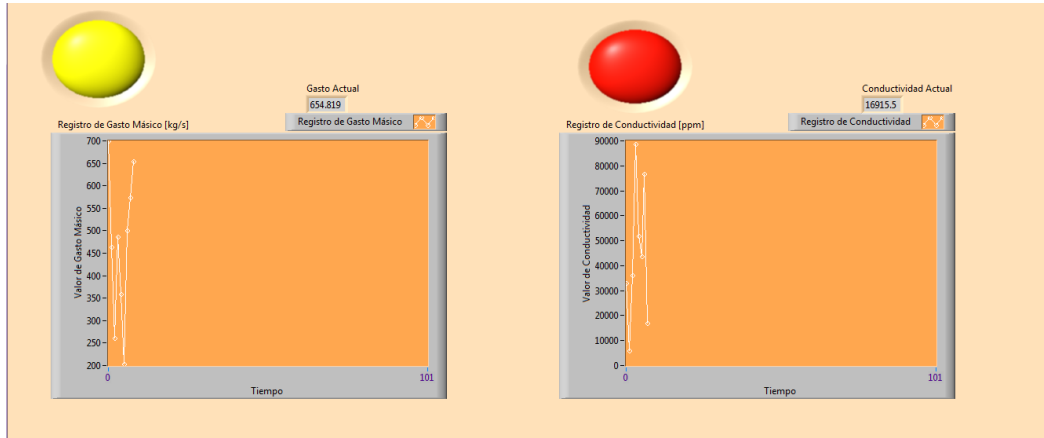 Gasto Actual
654.819
Registro de Gasto Másico [kg/s]
Registro de Gasto Másico
700
650
600
550
500
450
400
350
300
250
200
Valor de Gasto Másico
0
101
Tiempo
Conductividad Actual
16915.5
Registro de Conductividad [ppm]
Registro de Conductividad
90000
80000
70000
60000
50000
40000
30000
20000
10000
0
Valor de Conductividad
0
101
Tiempo